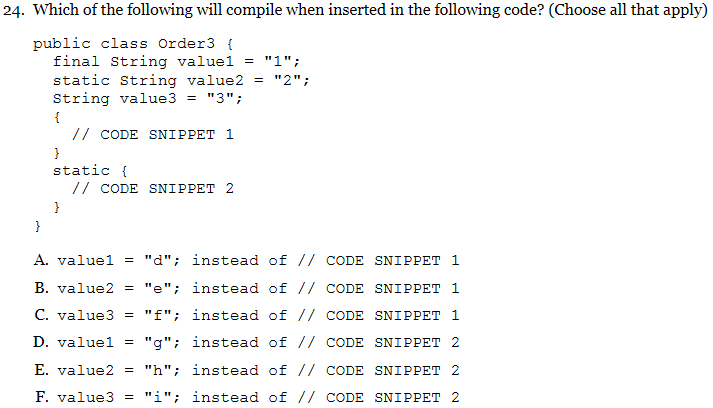 24. Which of the following will compile when inserted in the following code? (Choose all that apply)
public class Order3 {
final String value1 = "1";
static String value2 = "2";
String value3 = "3";
{
// CODE SNIPPET 1
}
static {
// CODE SNIPPET 2
}
}
A. value1 = "d"; instead of // CODE SNIPPET 1
B. value2 = "e"; instead of // CODE SNIPPET 1
C. value3 = "f"; instead of // CODE SNIPPET 1
D. value1 = "g"; instead of // CODE SNIPPET 2
E. value2 = "h"; instead of // CODE SNIPPET 2
F. value3 = "i"; instead of // CODE SNIPPET 2